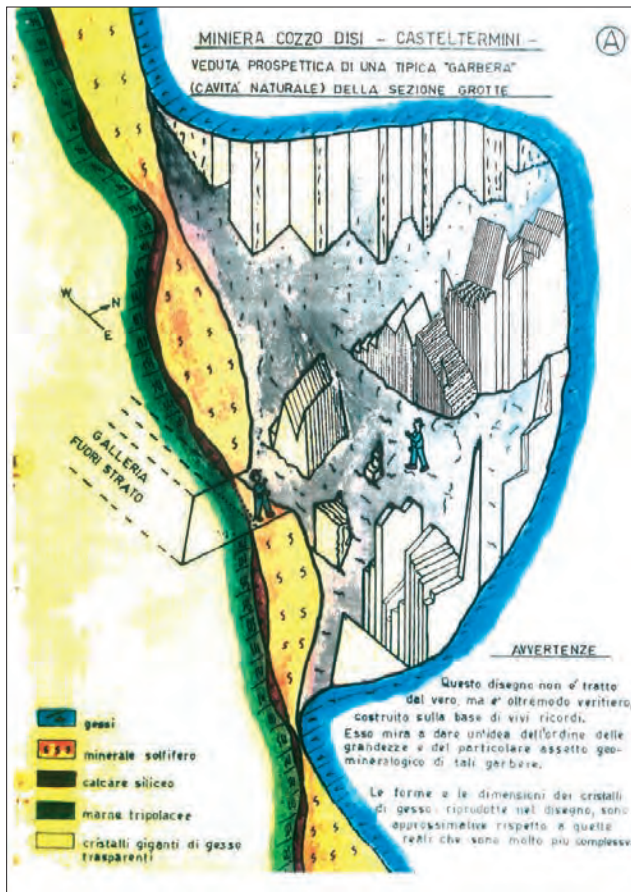 MINIERA COZZO DISI - CASTELTERMINI -
A
VEDUTA PROSPETTICA DI UNA TIPICA "GARBERA"
(CAVITA' NATURALE) DELLA SEZIONE GROTTE
W
N
E
GALLERIA
FUORI STRATO
AVVERTENZE
Questo disegno non e' tratto
dal vero, ma e' oltremodo veritiero,
costruito sulla base di vivi ricordi.
Esso mira a dare un'idea dell'ordine delle
grandezze e del particolare assetto geo-
mineralogico di tali garbere.
Le forme e le dimensioni dei cristalli
di gesso, riprodotte nel disegno, sono
approssimative rispetto a quelle
reali che sono molto piu complesse
gessi
minerale solfifero
calcare siliceo
marne tripolacee
cristalli giganti di gesso
trasparenti